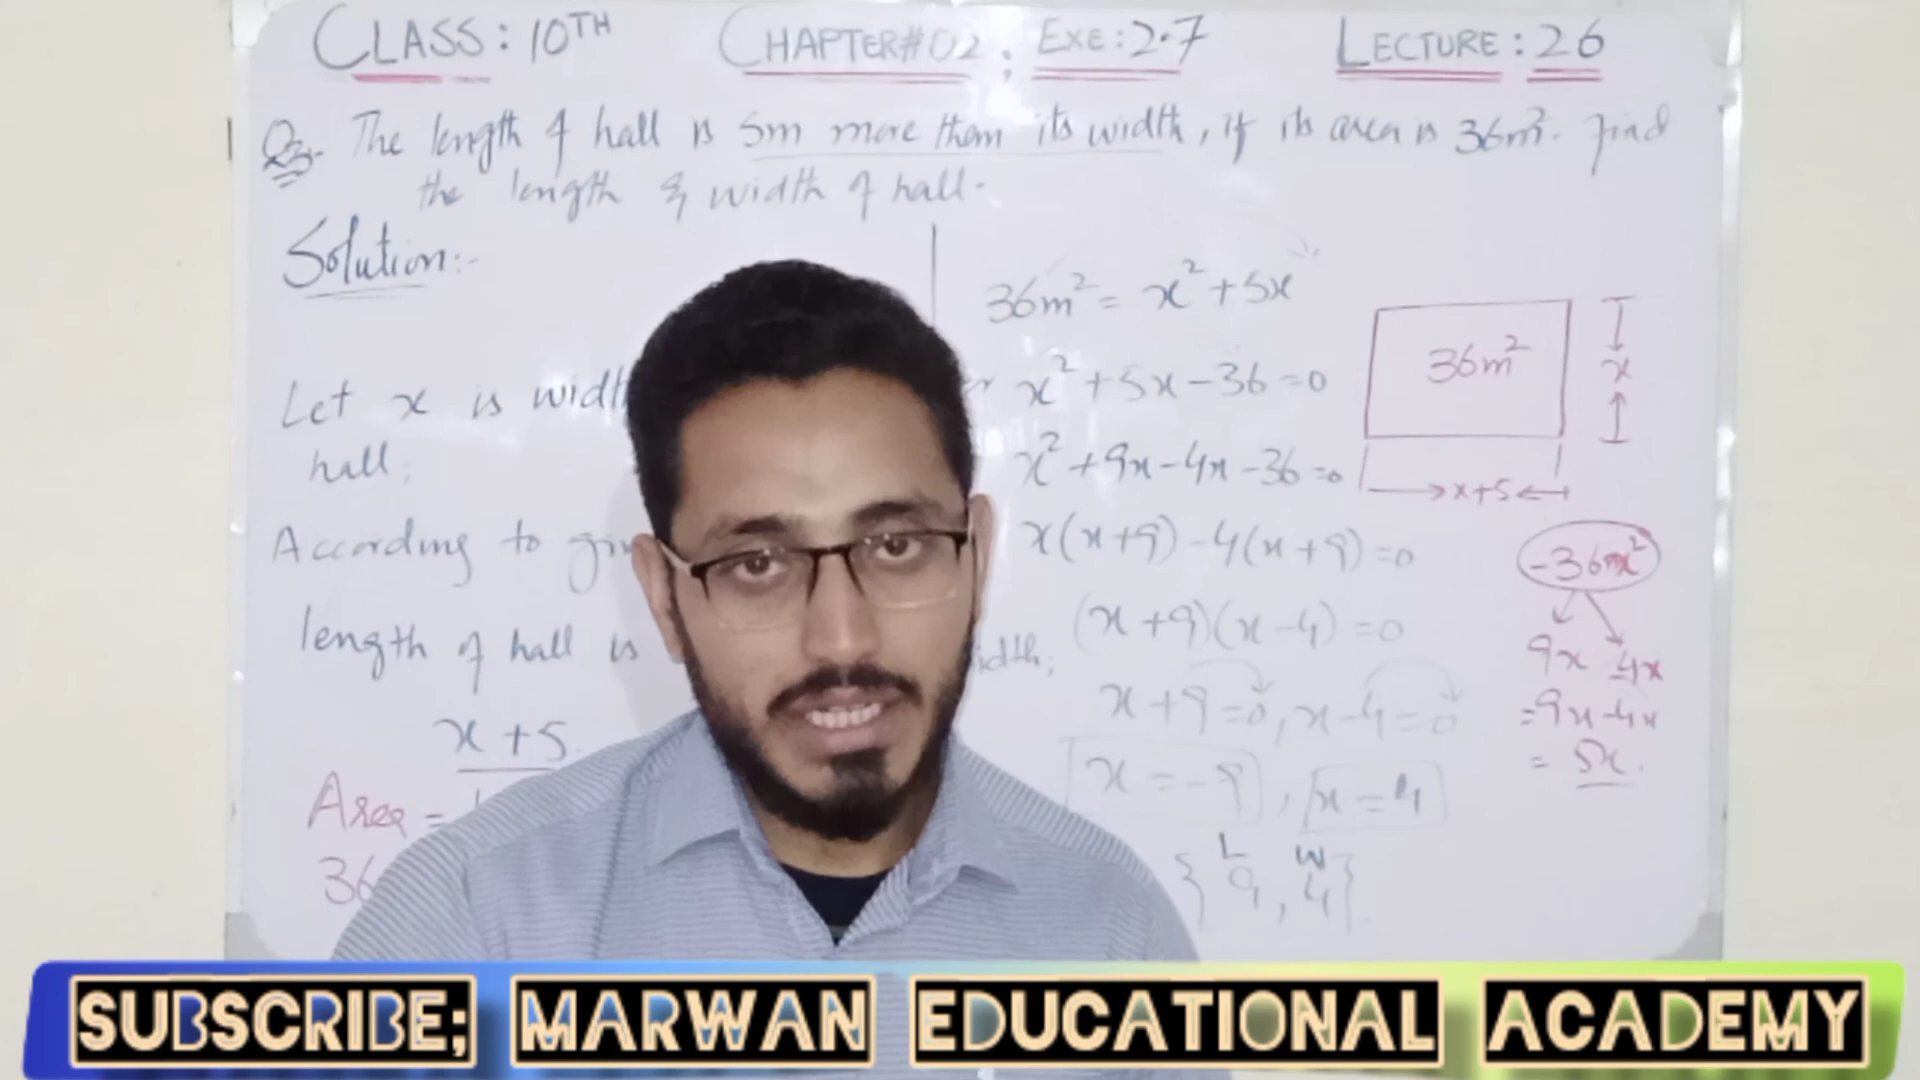 CLASS: 10TH CHAPTER#02; EXE: 2.7 LECTURE: 26
Q3. The length of hall is 5m more than its width, if its area is 36m². find
the length & width of hall.
Solution:-
Let x is width
hall;
According to
length of hall is
x+5
Area =
36
36m² = x²+5x
x²+5x-36=0
x²+9x-4x-36=0
x(x+9)-4(x+9)=0
(x+9)(x-4)=0
x+9=0, x-4=0
x=-9, x=4
L W
{9, 4}
36m²
x
x+5
-36x²
9x 4x
=9x-4x
= 5x.
SUBSCRIBE; MARWAN EDUCATIONAL ACADEMY